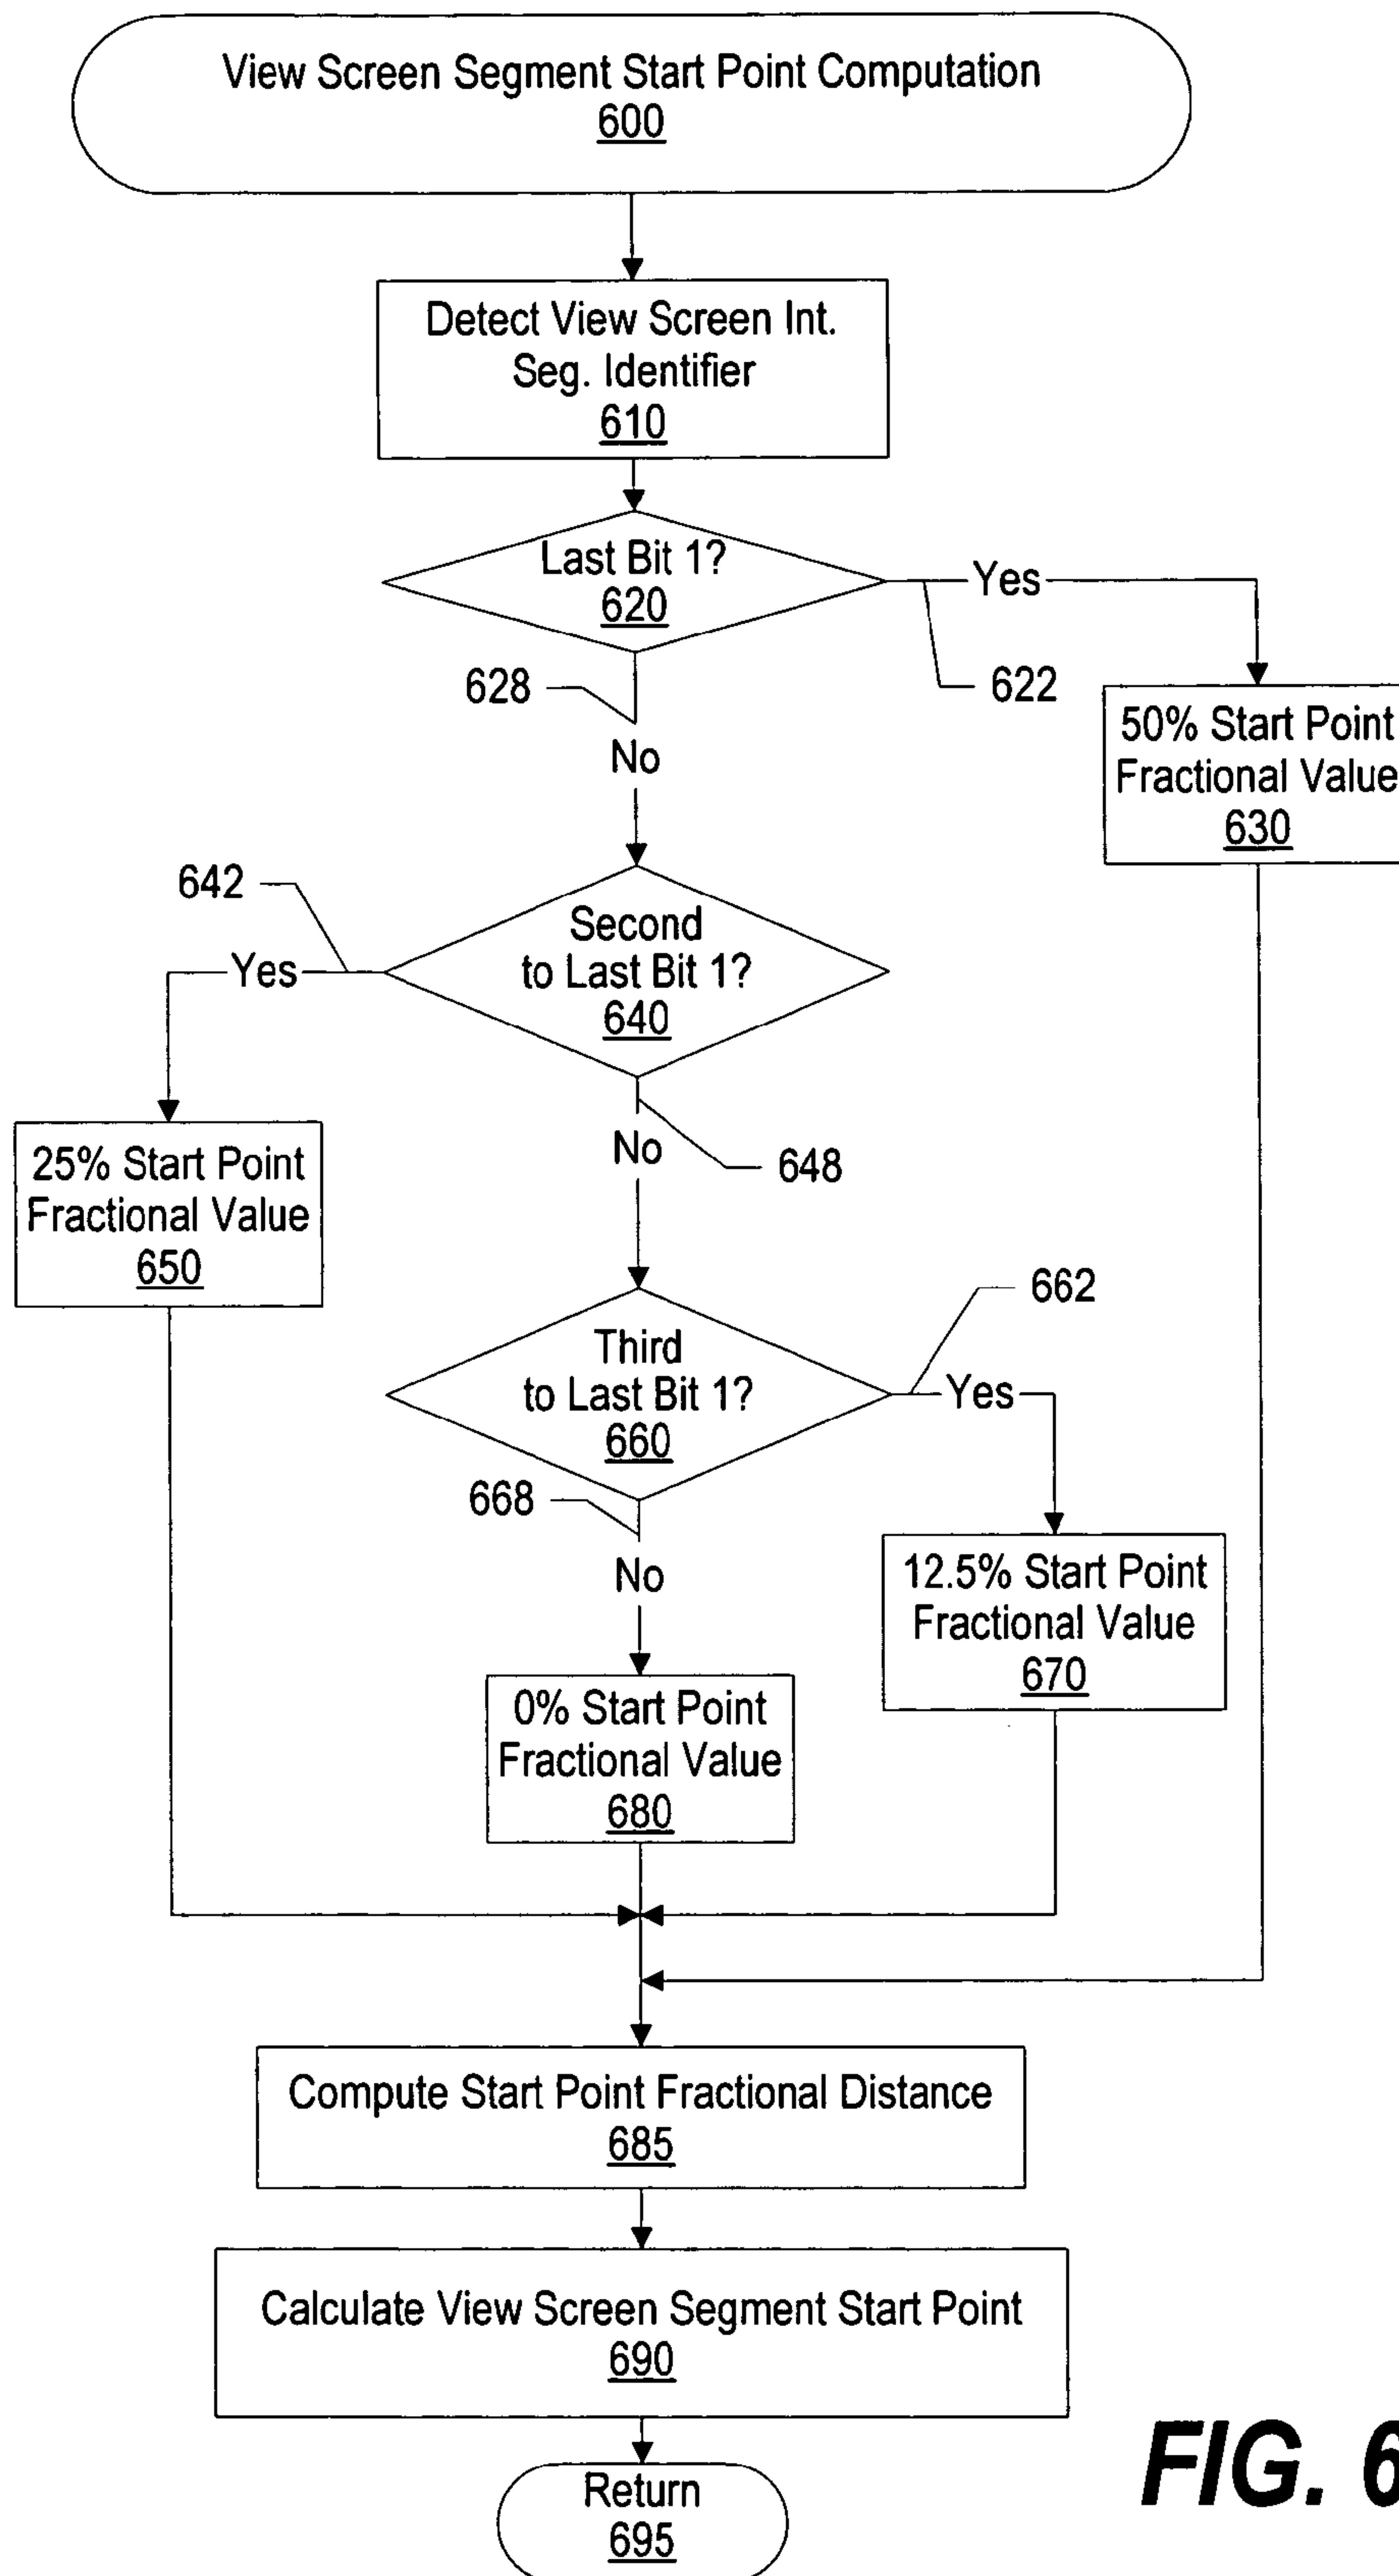 View Screen Segment Start Point Computation
600
Detect View Screen Int.
Seg. Identifier
610
Last Bit 1?
620
Yes
628
622
No
50% Start Point
Fractional Value
630
642
Second
to Last Bit 1?
640
Yes
No
648
25% Start Point
Fractional Value
650
662
Third
to Last Bit 1?
660
Yes
668
No
12.5% Start Point
Fractional Value
670
0% Start Point
Fractional Value
680
Compute Start Point Fractional Distance
685
Calculate View Screen Segment Start Point
690
Return
695
FIG. 6